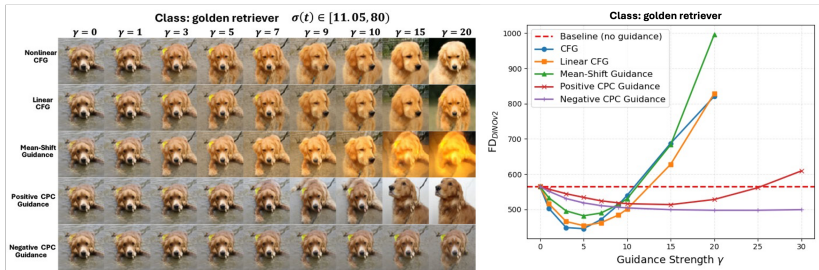 Class: golden retriever σ(t) ∈ [11.05, 80)
γ = 0 γ = 1 γ = 3 γ = 5 γ = 7 γ = 9 γ = 10 γ = 15 γ = 20
Nonlinear
CFG
Linear
CFG
Mean-Shift
Guidance
Positive CPC
Guidance
Negative CPC
Guidance
Class: golden retriever
Baseline (no guidance)
CFG
Linear CFG
Mean-Shift Guidance
Positive CPC Guidance
Negative CPC Guidance
FD_DINOv2
1000
900
800
700
600
500
0 5 10 15 20 25 30
Guidance Strength γ